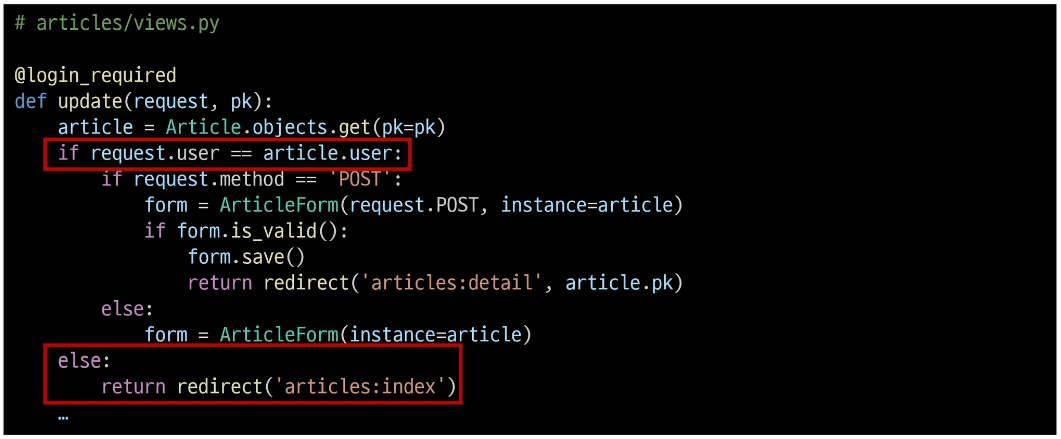 # articles/views.py
@login_required
def update(request, pk):
    article = Article.objects.get(pk=pk)
    if request.user == article.user:
        if request.method == 'POST':
            form = ArticleForm(request.POST, instance=article)
            if form.is_valid():
                form.save()
                return redirect('articles:detail', article.pk)
        else:
            form = ArticleForm(instance=article)
    else:
        return redirect('articles:index')
    …